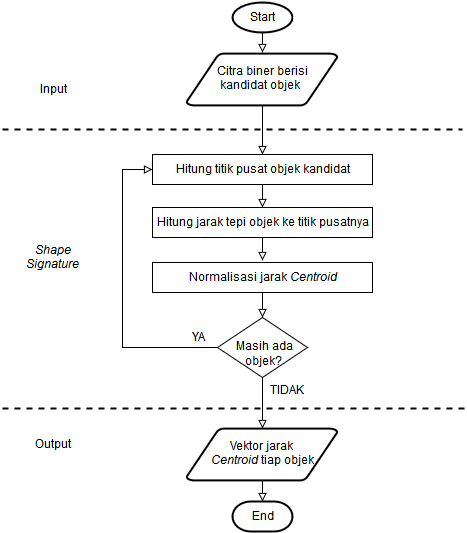 Start
Citra biner berisi
kandidat objek
Input
Hitung titik pusat objek kandidat
Hitung jarak tepi objek ke titik pusatnya
Shape
Signature
Normalisasi jarak Centroid
YA
Masih ada
objek?
TIDAK
Output
Vektor jarak
Centroid tiap objek
End